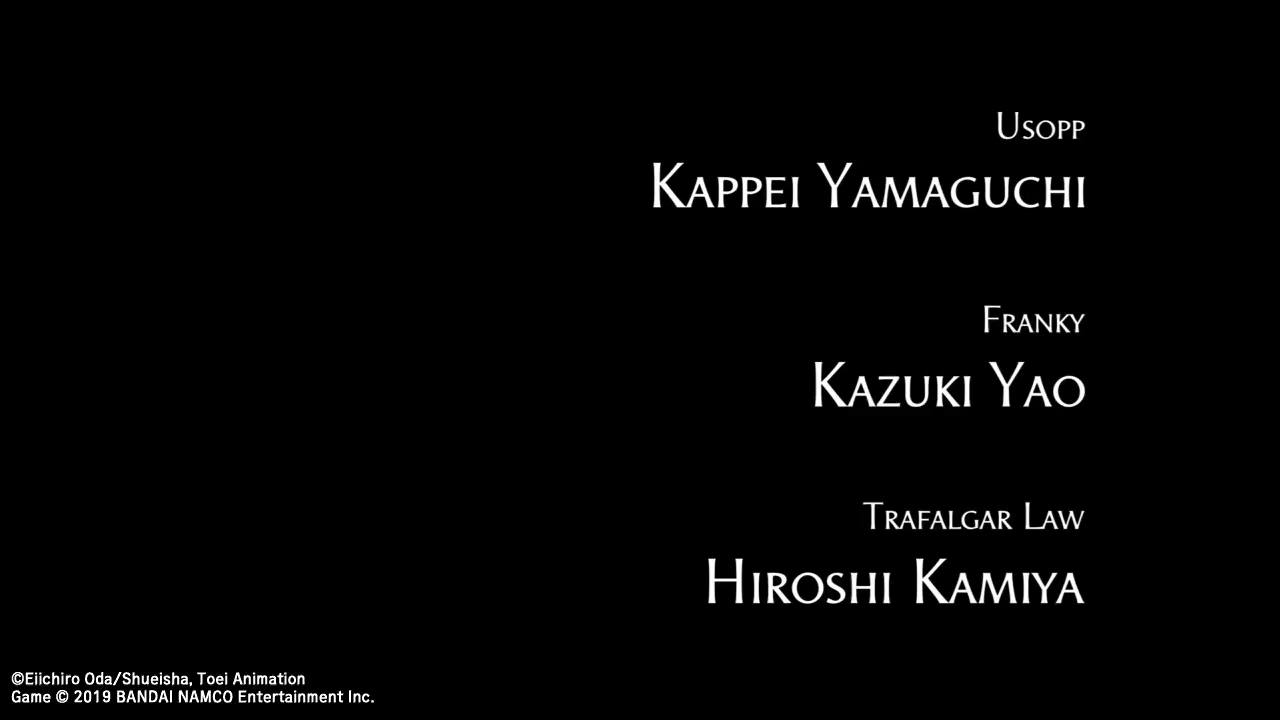 Usopp
Kappei Yamaguchi
Franky
Kazuki Yao
Trafalgar Law
Hiroshi Kamiya
©Eiichiro Oda/Shueisha, Toei Animation
Game © 2019 BANDAI NAMCO Entertainment Inc.